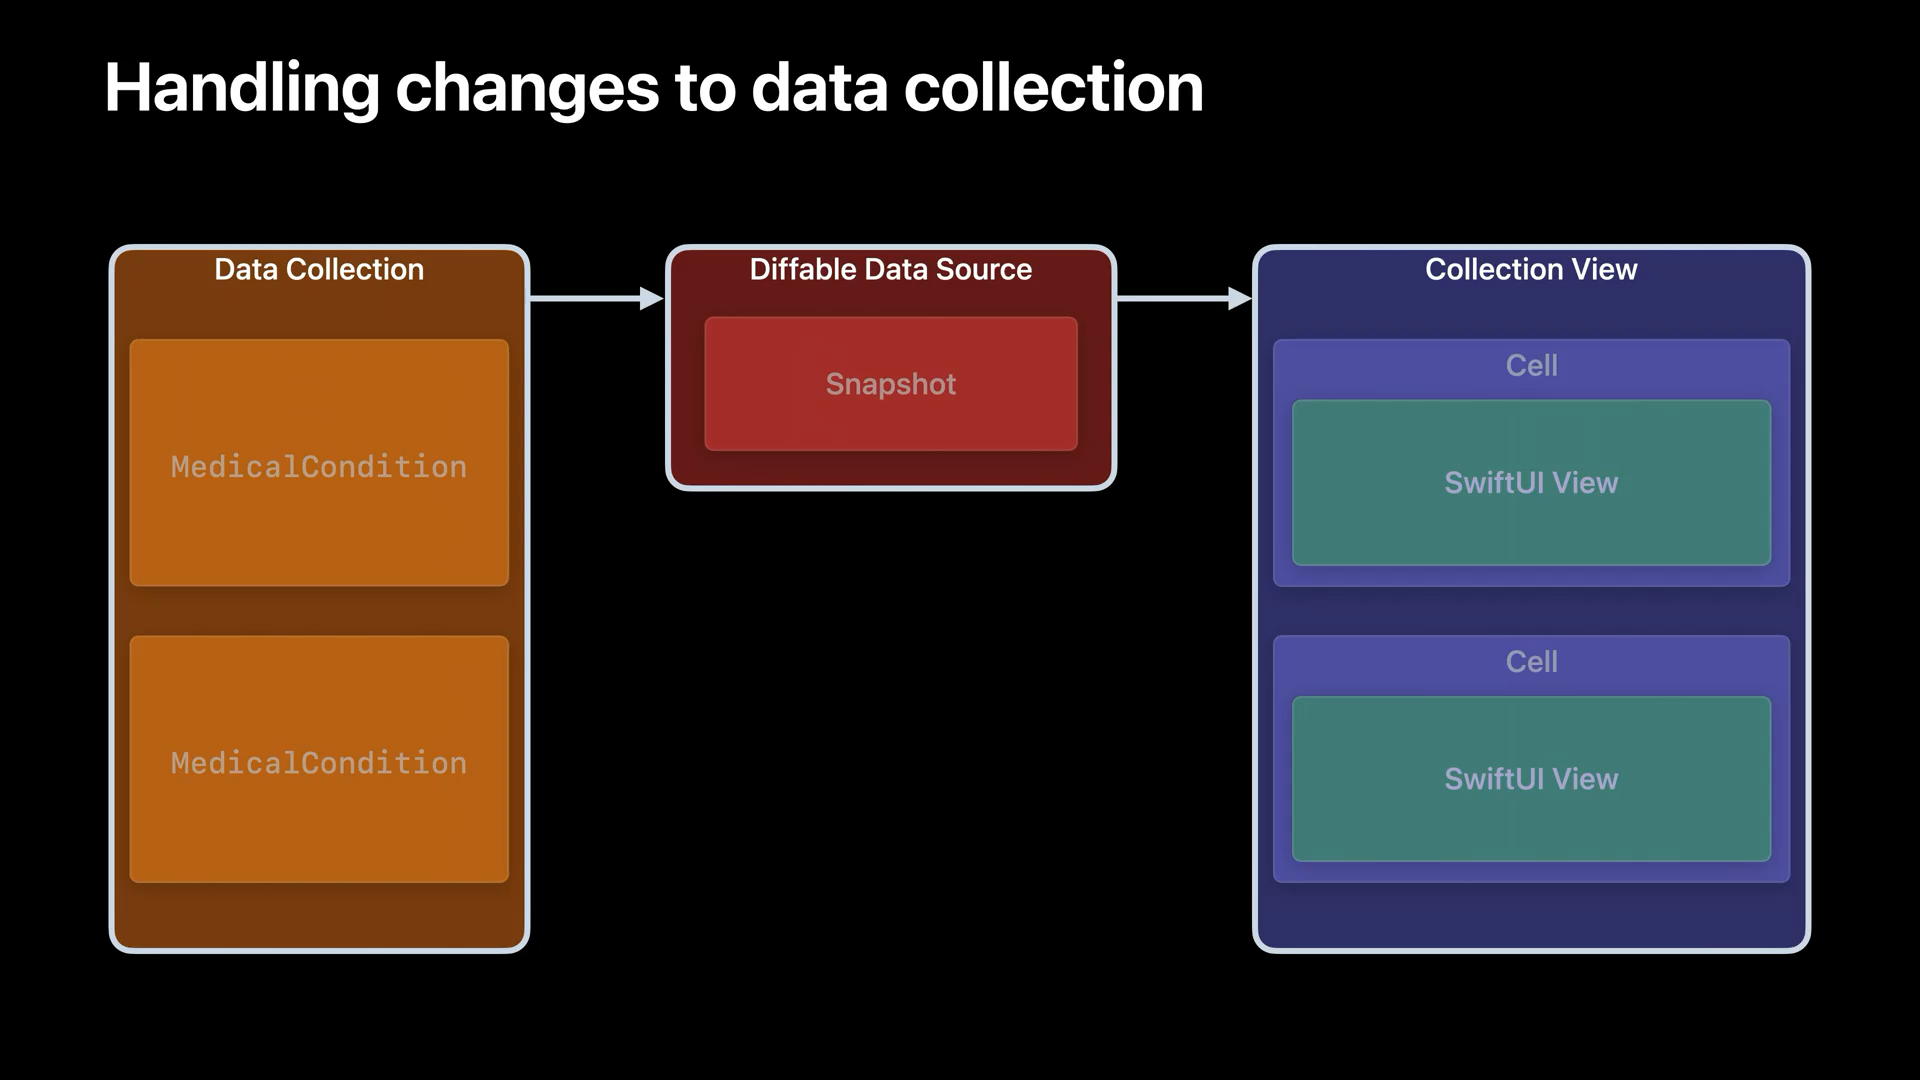 Handling changes to data collection
Data Collection
MedicalCondition
MedicalCondition
Diffable Data Source
Snapshot
Collection View
Cell
SwiftUI View
Cell
SwiftUI View